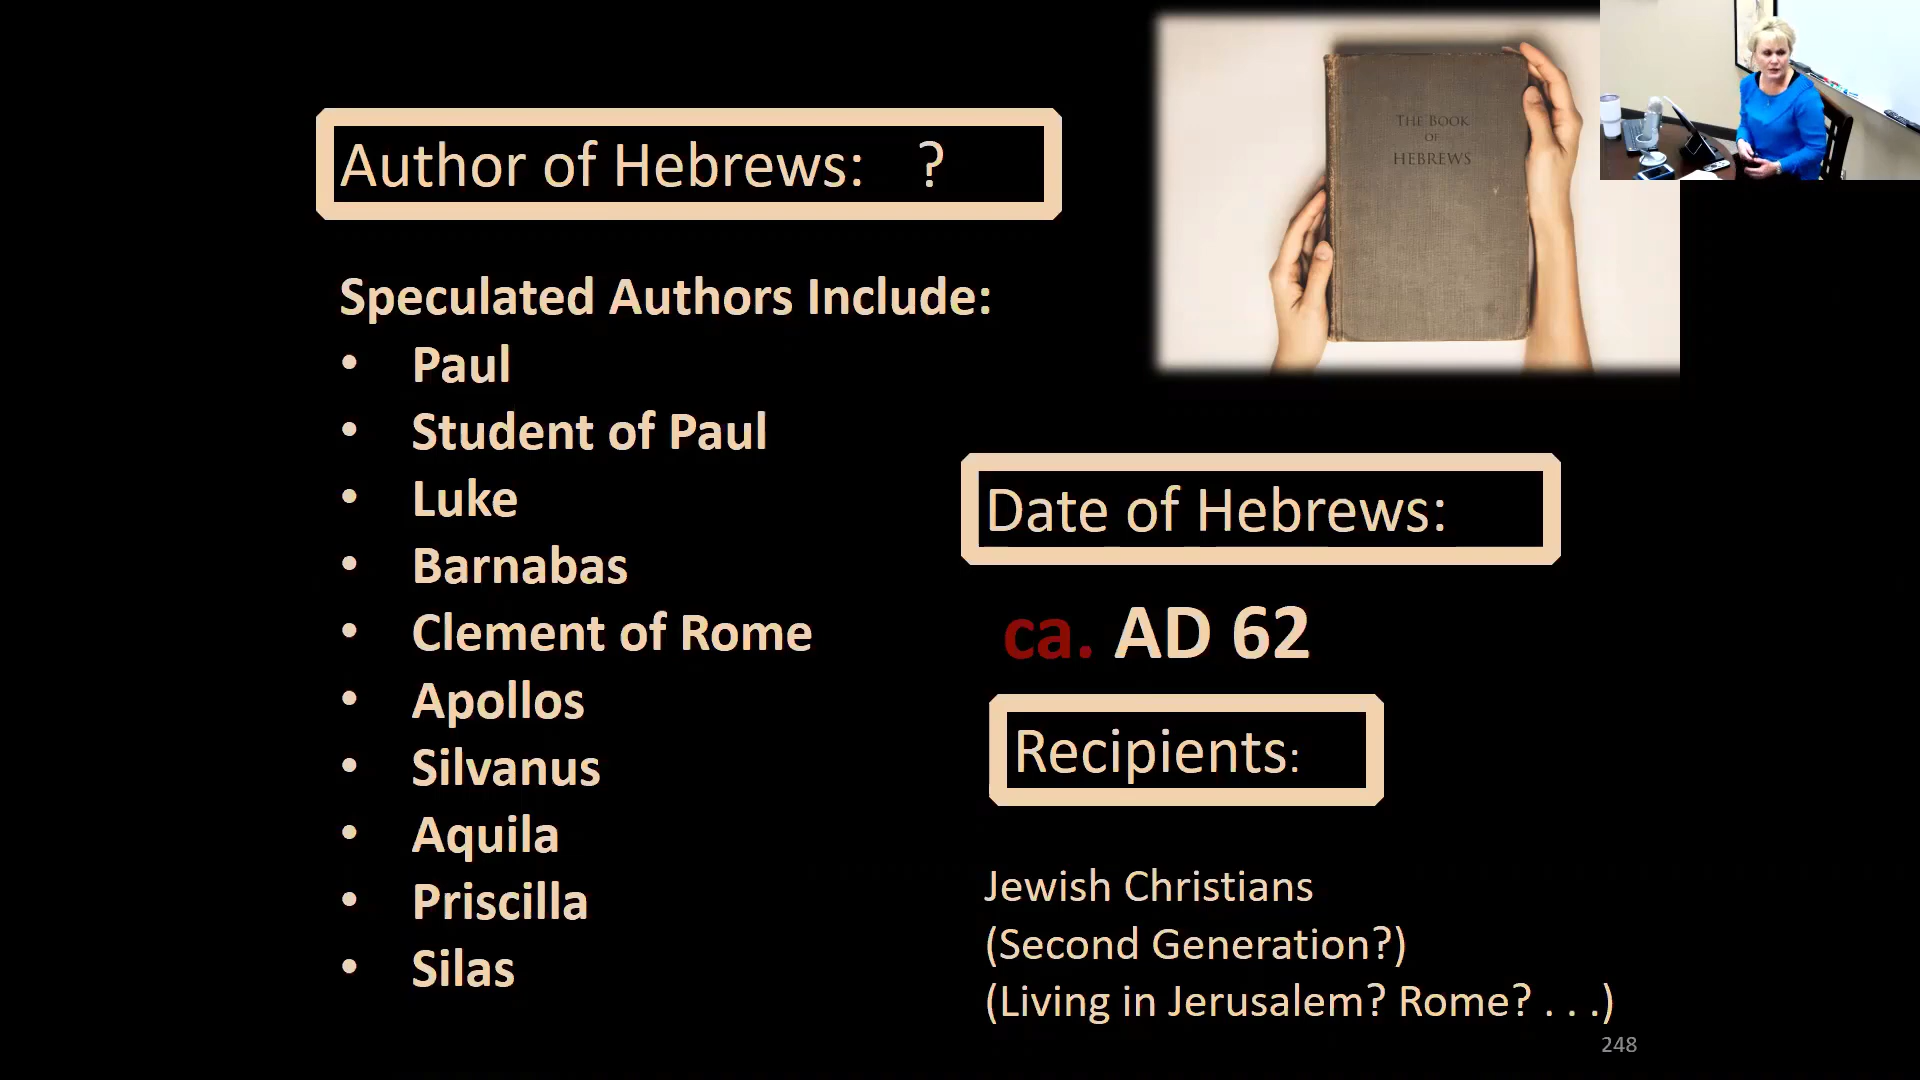 Author of Hebrews: ?
Speculated Authors Include:
• Paul
• Student of Paul
• Luke
• Barnabas
• Clement of Rome
• Apollos
• Silvanus
• Aquila
• Priscilla
• Silas
THE BOOK
OF
HEBREWS
Date of Hebrews:
ca. AD 62
Recipients:
Jewish Christians
(Second Generation?)
(Living in Jerusalem? Rome? . . .)
248